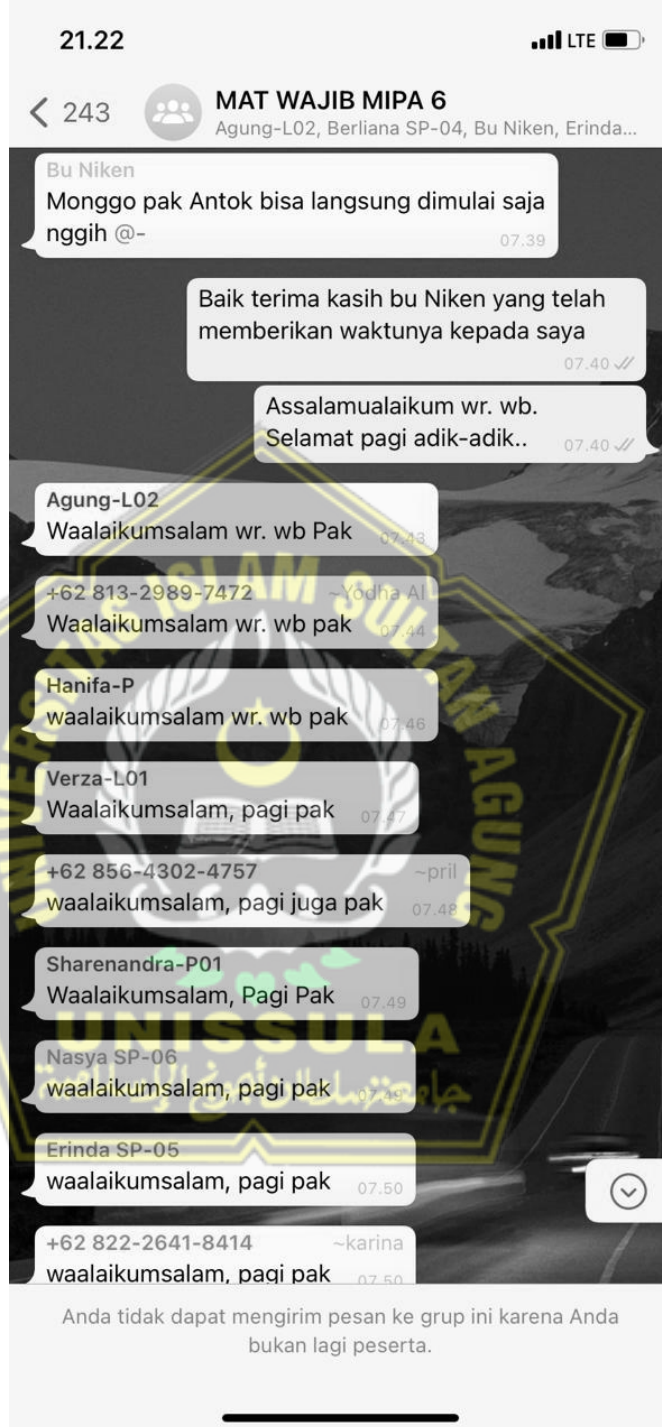 21.22
LTE
243
MAT WAJIB MIPA 6
Agung-L02, Berliana SP-04, Bu Niken, Erinda...
Bu Niken
Monggo pak Antok bisa langsung dimulai saja
nggih @-
07.39
Baik terima kasih bu Niken yang telah
memberikan waktunya kepada saya
07.40
Assalamualaikum wr. wb.
Selamat pagi adik-adik..
07.40
Agung-L02
Waalaikumsalam wr. wb Pak
07.43
+62 813-2989-7472 ~Yodha Al
Waalaikumsalam wr. wb pak
07.44
Hanifa-P
waalaikumsalam wr. wb pak
07.46
Verza-L01
Waalaikumsalam, pagi pak
07.47
+62 856-4302-4757 ~pril
waalaikumsalam, pagi juga pak
07.48
Sharenandra-P01
Waalaikumsalam, Pagi Pak
07.49
Nasya SP-06
waalaikumsalam, pagi pak
07.49
Erinda SP-05
waalaikumsalam, pagi pak
07.50
+62 822-2641-8414 ~karina
waalaikumsalam, pagi pak
07.50
Anda tidak dapat mengirim pesan ke grup ini karena Anda
bukan lagi peserta.
UNIVERSITAS ISLAM SULTAN AGUNG
UNISSULA